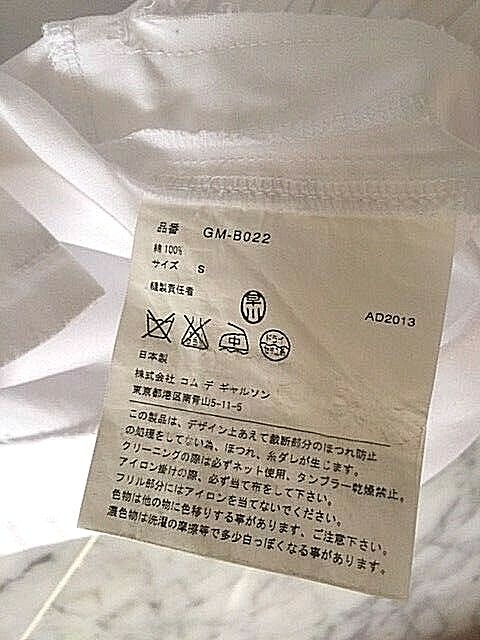 品番 GM-B022
綿100%
サイズ S
縫製責任者
早川
AD2013
中
ドライ
セキユ系
日本製
株式会社 コム デ ギャルソン
東京都港区南青山5-11-5
この製品は、デザイン上あえて裁断部分のほつれ防止
の処理をしてない為、ほつれ、糸ダレが生じます。
クリーニングの際は必ずネット使用、タンブラー乾燥禁止。
アイロン掛けの際、必ず当て布をして下さい。
フリル部分にはアイロンを当てないでください。
色物は他の物に色移りする事があります、ご注意下さい。
濃色物は洗濯の摩擦等で多少白っぽくなる事があります。